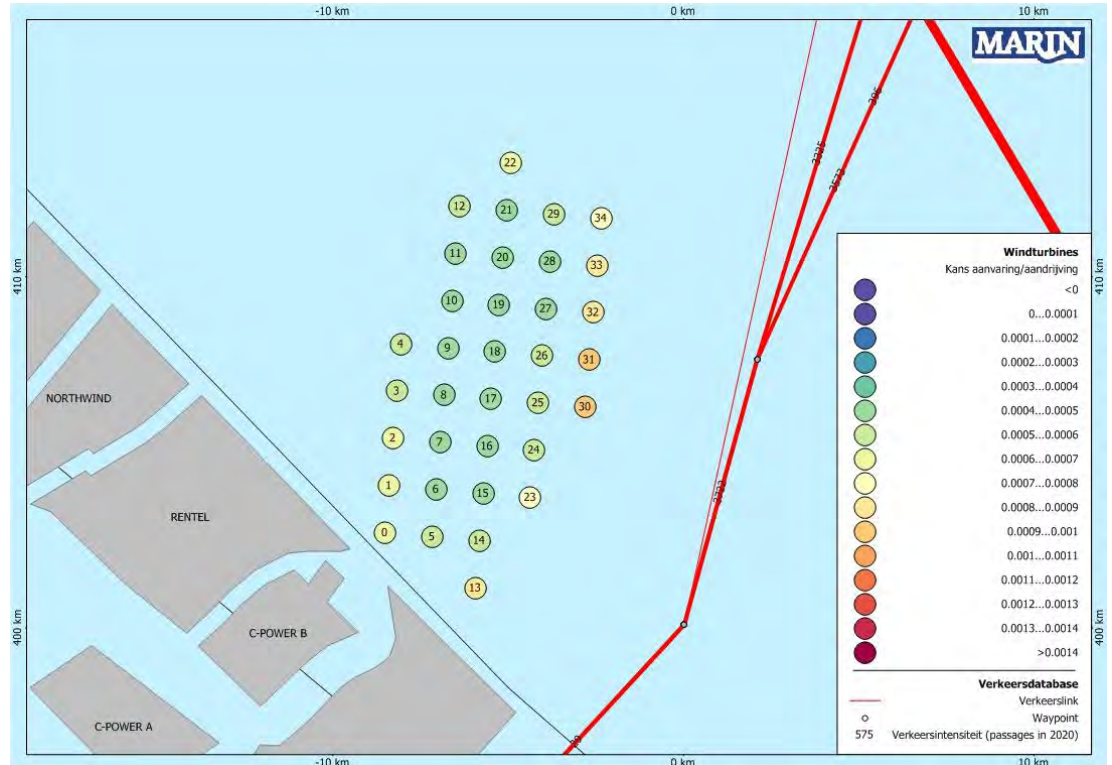 -10 km
0 km
10 km
MARIN
396
3325
3573
22
12
21
29
34
11
20
28
33
410 km
410 km
10
19
27
32
4
9
18
26
31
3
8
17
25
30
NORTHWIND
2
7
16
24
1
6
15
23
RENTEL
2722
0
5
14
13
400 km
400 km
C-POWER B
C-POWER A
-10 km
0 km
10 km
Windturbines
Kans aanvaring/aandrijving
<0
0...0.0001
0.0001...0.0002
0.0002...0.0003
0.0003...0.0004
0.0004...0.0005
0.0005...0.0006
0.0006...0.0007
0.0007...0.0008
0.0008...0.0009
0.0009...0.001
0.001...0.0011
0.0011...0.0012
0.0012...0.0013
0.0013...0.0014
>0.0014
Verkeersdatabase
Verkeerslink
Waypoint
575 Verkeersintensiteit (passages in 2020)